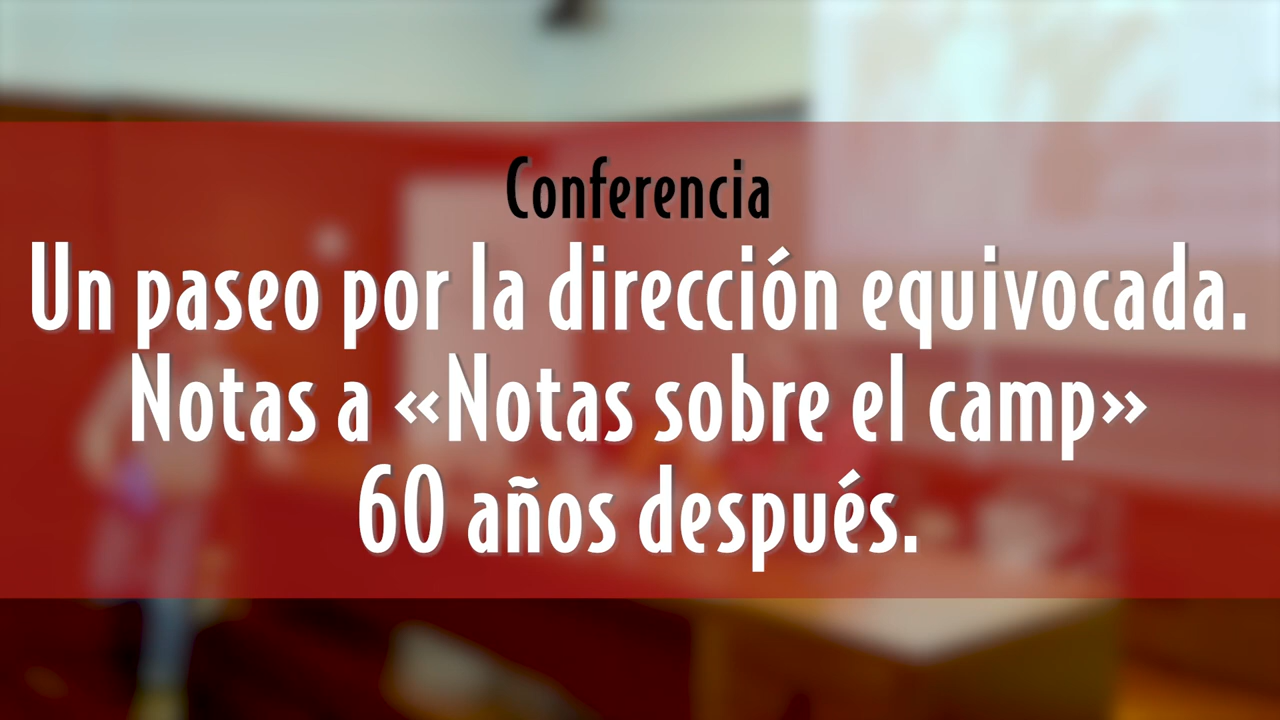 Conferencia
Un paseo por la dirección equivocada.
Notas a «Notas sobre el camp»
60 años después.